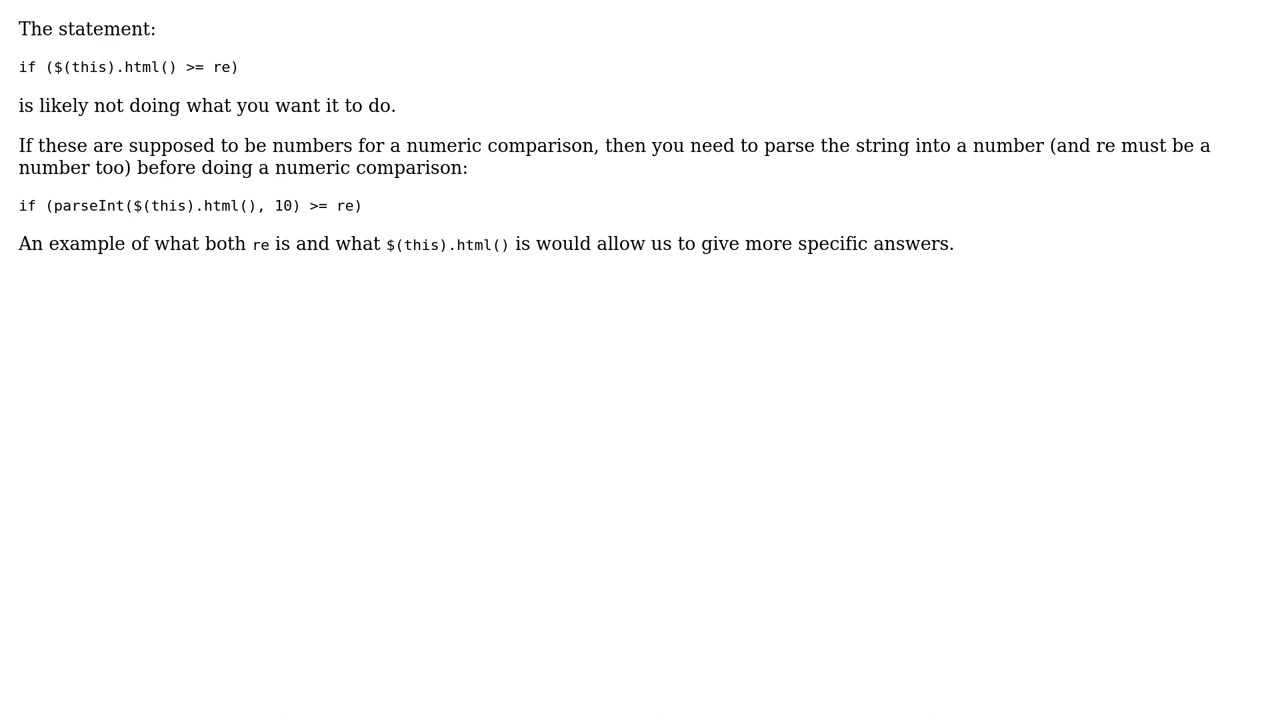 The statement:
if ($(this).html() >= re)
is likely not doing what you want it to do.
If these are supposed to be numbers for a numeric comparison, then you need to parse the string into a number (and re must be a
number too) before doing a numeric comparison:
if (parseInt($(this).html(), 10) >= re)
An example of what both re is and what $(this).html() is would allow us to give more specific answers.